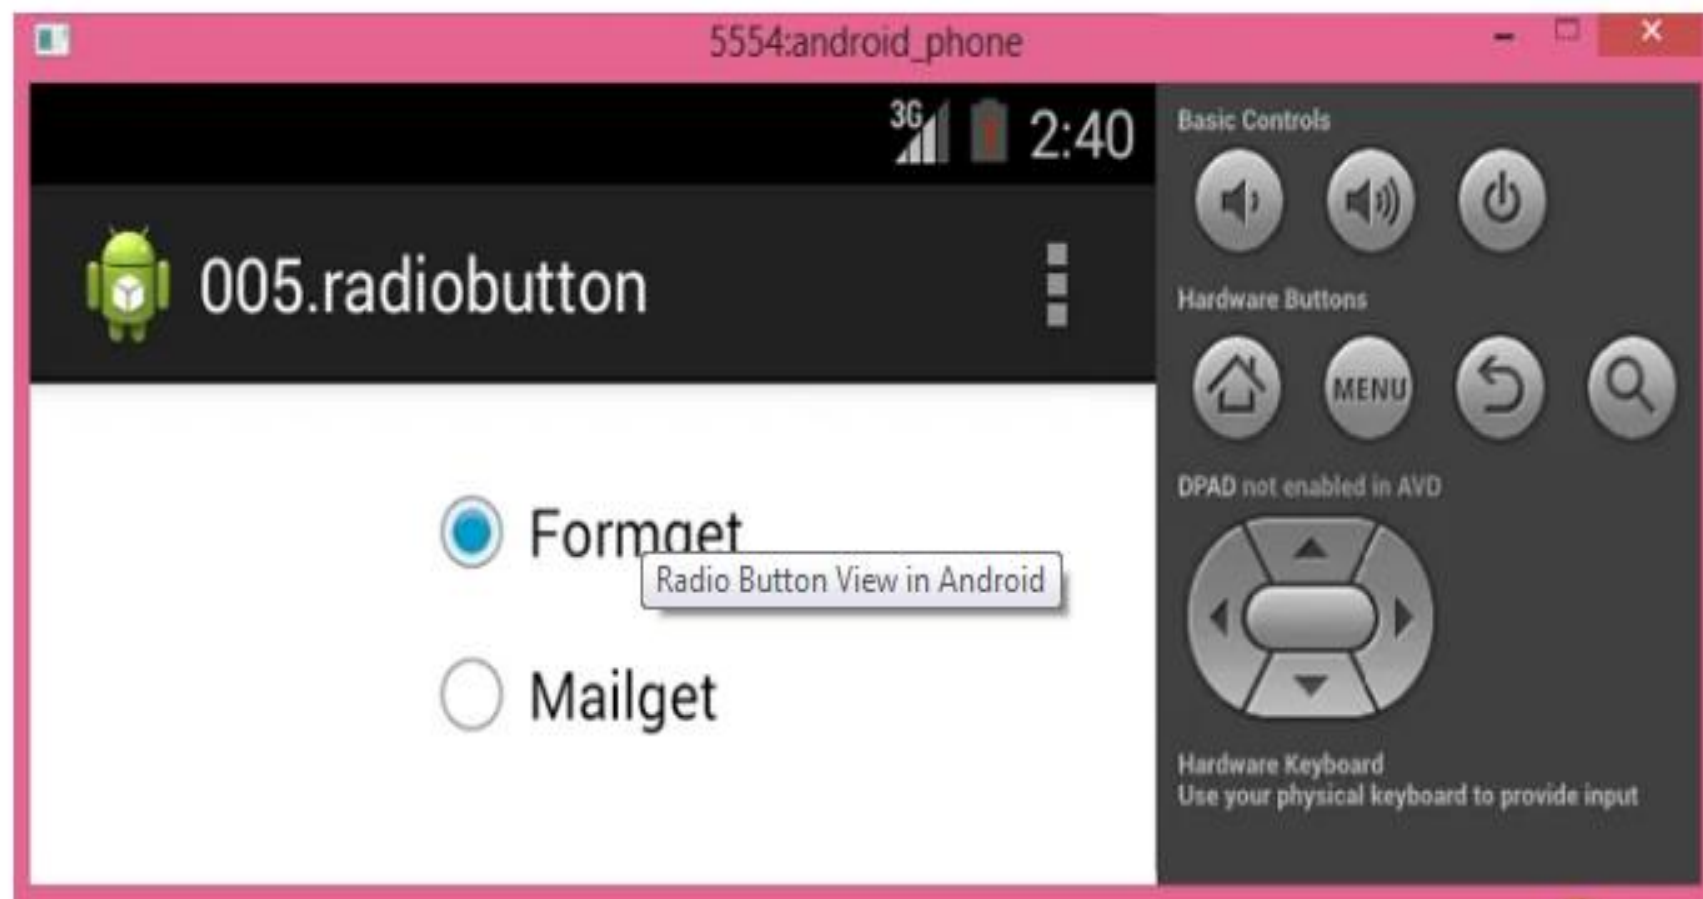 5554:android_phone
3G 2:40
005.radiobutton
Formget
Radio Button View in Android
Mailget
Basic Controls
Hardware Buttons
MENU
DPAD not enabled in AVD
Hardware Keyboard
Use your physical keyboard to provide input